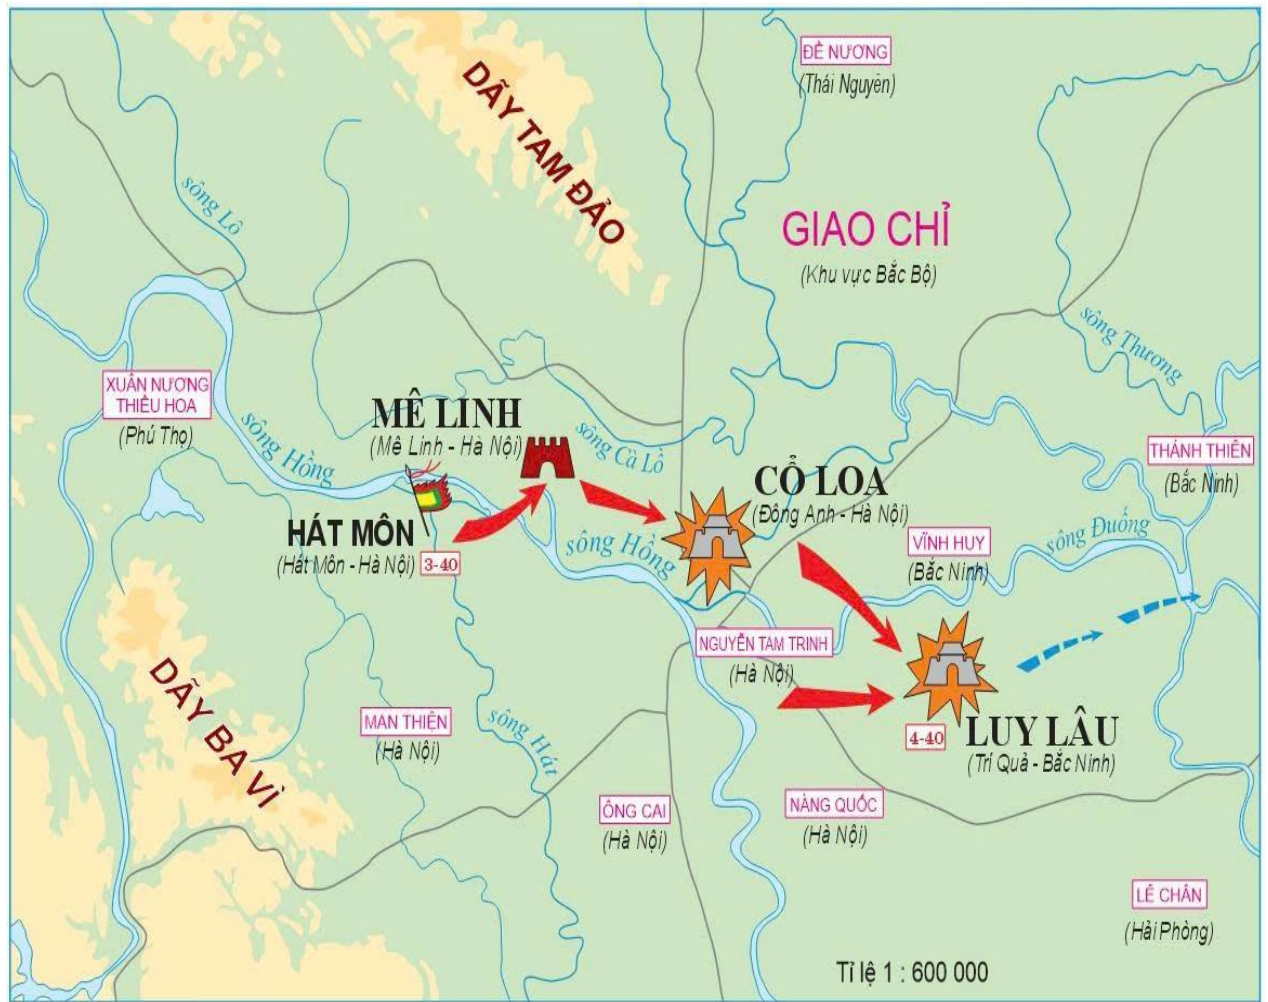 ĐỀ NƯƠNG
(Thái Nguyên)
DÃY TAM ĐẢO
sông Lô
GIAO CHỈ
(Khu vực Bắc Bộ)
sông Thương
XUÂN NƯƠNG
THIỀU HOA
(Phú Thọ)
sông Hồng
MÊ LINH
(Mê Linh - Hà Nội)
sông Cà Lồ
CỔ LOA
(Đông Anh - Hà Nội)
THÁNH THIÊN
(Bắc Ninh)
HÁT MÔN
(Hát Môn - Hà Nội)
3-40
sông Hồng
VĨNH HUY
(Bắc Ninh)
sông Đuống
NGUYỄN TAM TRINH
(Hà Nội)
DÃY BA VÌ
MAN THIỆN
(Hà Nội)
sông Hát
4-40
LUY LÂU
(Trí Quả - Bắc Ninh)
ÔNG CAI
(Hà Nội)
NÀNG QUỐC
(Hà Nội)
LÊ CHÂN
(Hải Phòng)
Tỉ lệ 1 : 600 000